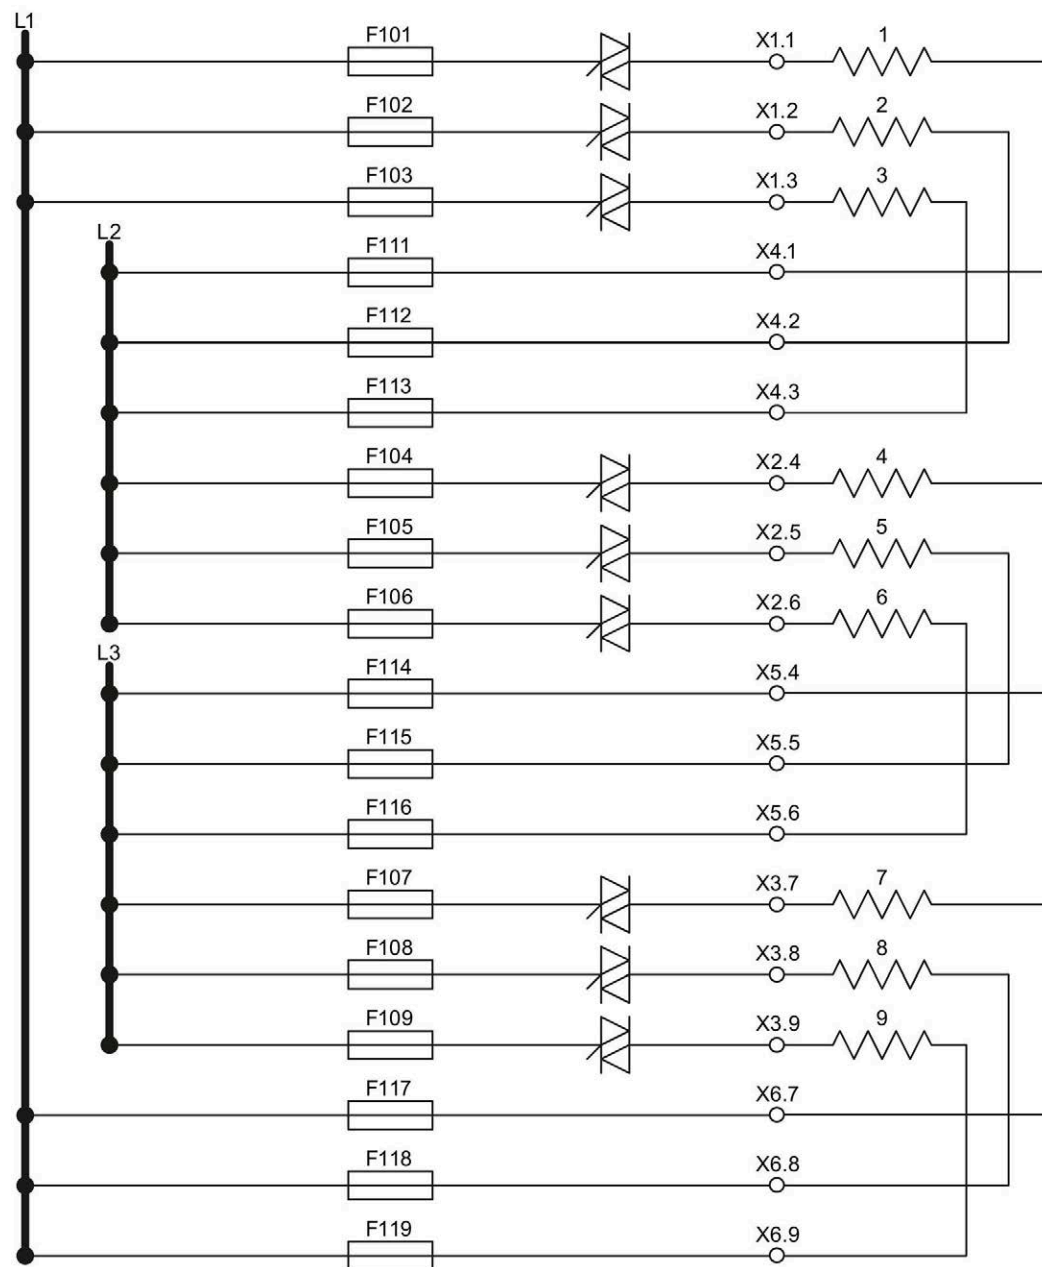 L1
F101 X1.1 1
F102 X1.2 2
F103 X1.3 3
L2
F111 X4.1
F112 X4.2
F113 X4.3
F104 X2.4 4
F105 X2.5 5
F106 X2.6 6
L3
F114 X5.4
F115 X5.5
F116 X5.6
F107 X3.7 7
F108 X3.8 8
F109 X3.9 9
F117 X6.7
F118 X6.8
F119 X6.9